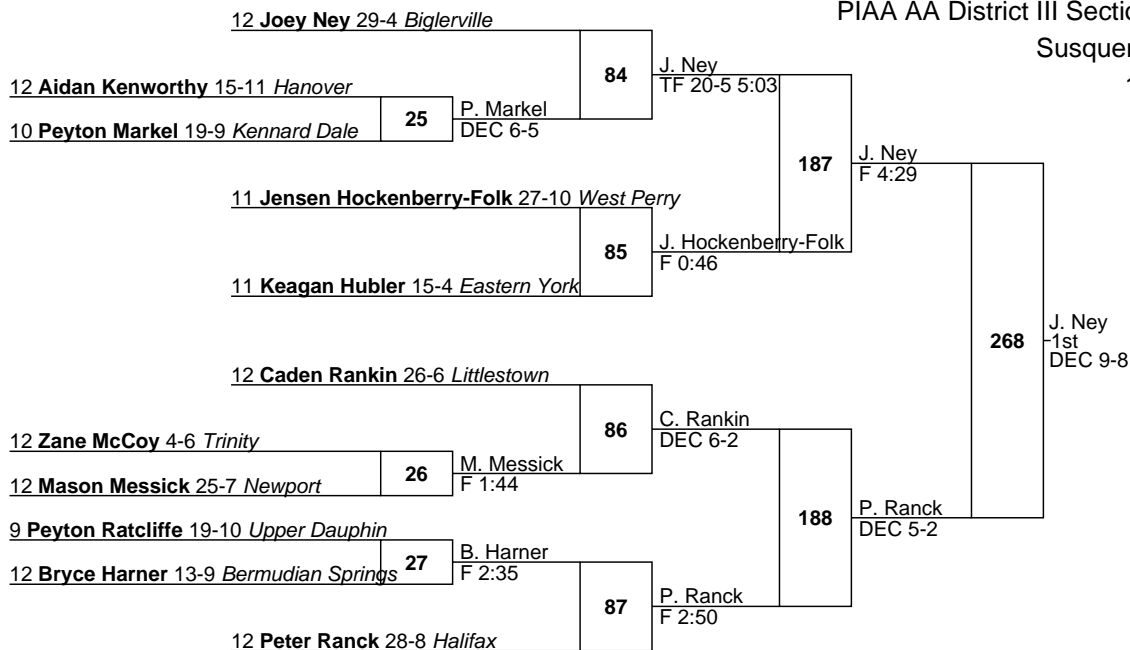 PIAA AA District III Sectio
Susquer
12 Joey Ney 29-4 Biglerville
84
J. Ney
TF 20-5 5:03
12 Aidan Kenworthy 15-11 Hanover
25
P. Markel
DEC 6-5
10 Peyton Markel 19-9 Kennard Dale
187
J. Ney
F 4:29
11 Jensen Hockenberry-Folk 27-10 West Perry
85
J. Hockenberry-Folk
F 0:46
11 Keagan Hubler 15-4 Eastern York
268
J. Ney
1st
DEC 9-8
12 Caden Rankin 26-6 Littlestown
86
C. Rankin
DEC 6-2
12 Zane McCoy 4-6 Trinity
26
M. Messick
F 1:44
12 Mason Messick 25-7 Newport
188
P. Ranck
DEC 5-2
9 Peyton Ratcliffe 19-10 Upper Dauphin
27
B. Harner
F 2:35
12 Bryce Harner 13-9 Bermudian Springs
87
P. Ranck
F 2:50
12 Peter Ranck 28-8 Halifax